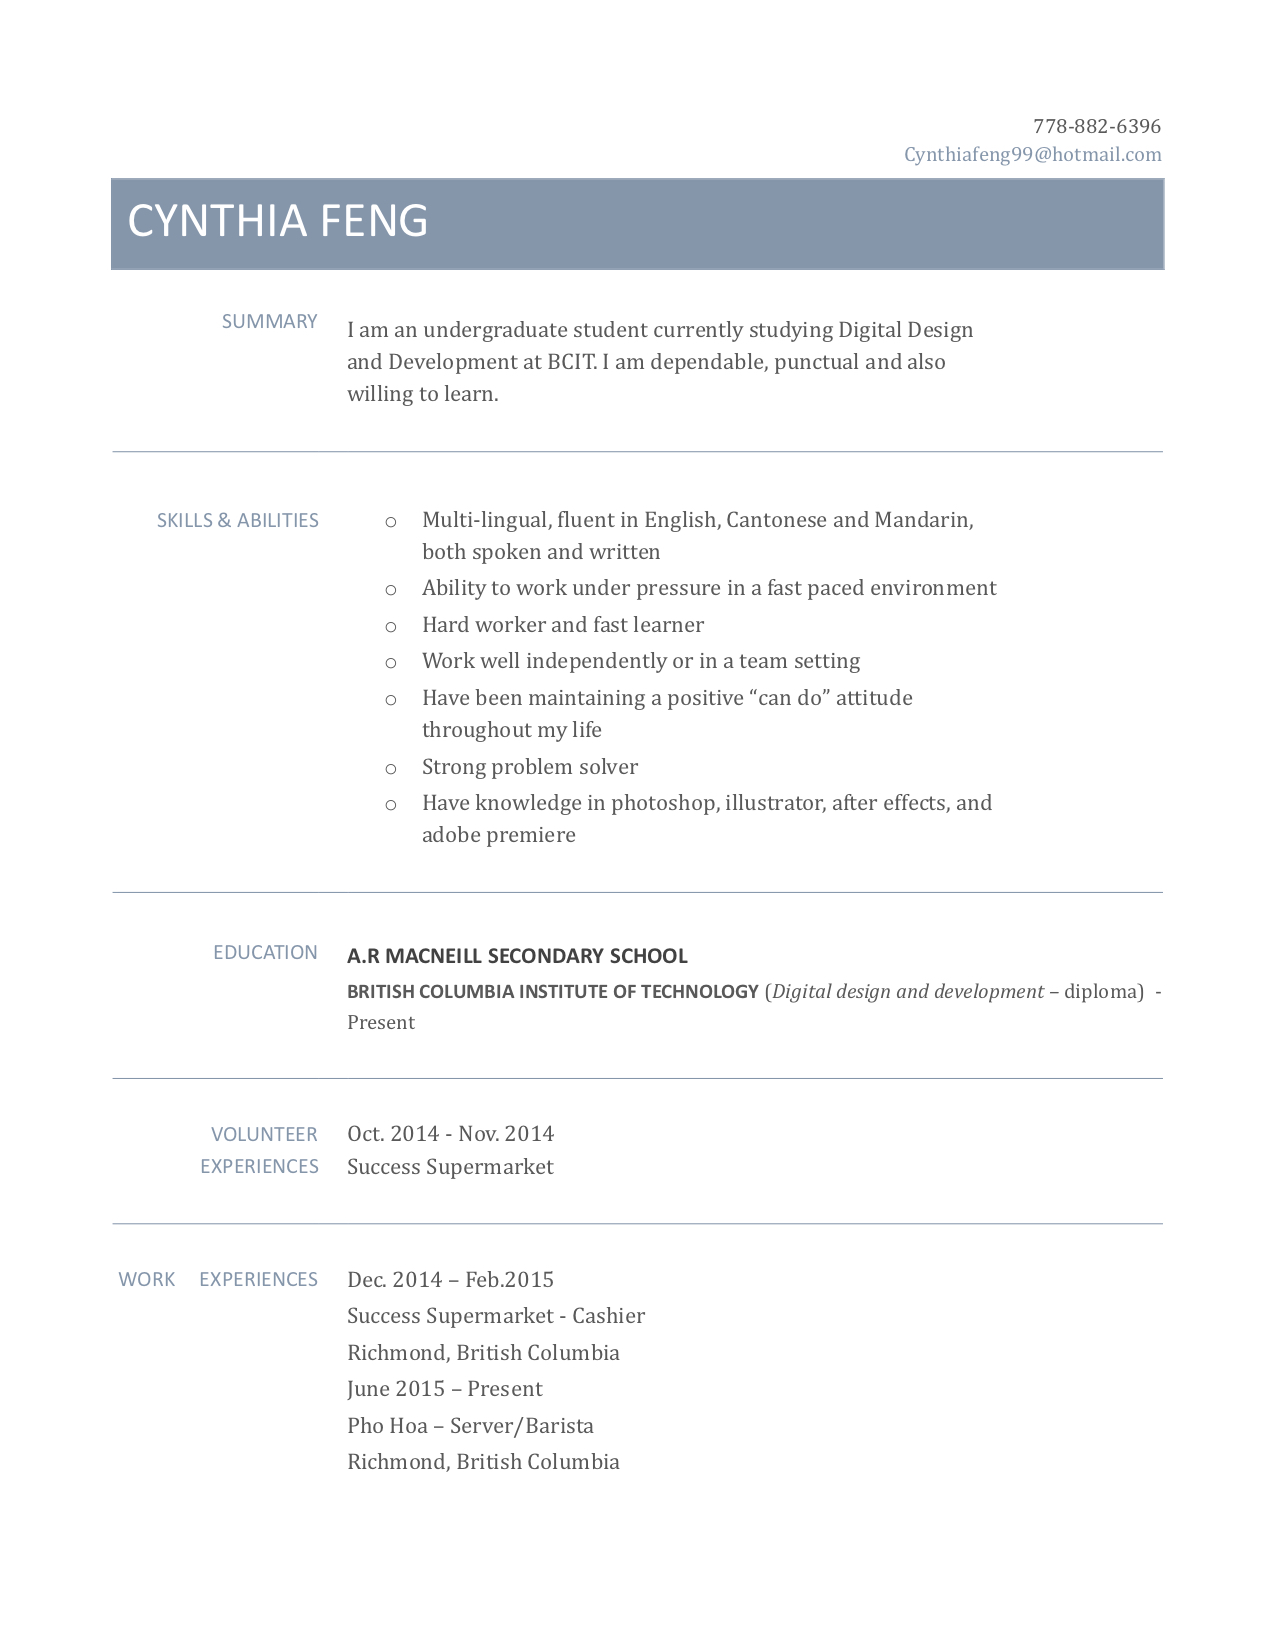 778-882-6396
Cynthiafeng99@hotmail.com
CYNTHIA FENG
SUMMARY
I am an undergraduate student currently studying Digital Design
and Development at BCIT. I am dependable, punctual and also
willing to learn.
SKILLS & ABILITIES
o Multi-lingual, fluent in English, Cantonese and Mandarin,
both spoken and written
o Ability to work under pressure in a fast paced environment
o Hard worker and fast learner
o Work well independently or in a team setting
o Have been maintaining a positive “can do” attitude
throughout my life
o Strong problem solver
o Have knowledge in photoshop, illustrator, after effects, and
adobe premiere
EDUCATION
A.R MACNEILL SECONDARY SCHOOL
BRITISH COLUMBIA INSTITUTE OF TECHNOLOGY (Digital design and development – diploma) -
Present
VOLUNTEER
EXPERIENCES
Oct. 2014 - Nov. 2014
Success Supermarket
WORK EXPERIENCES
Dec. 2014 – Feb.2015
Success Supermarket - Cashier
Richmond, British Columbia
June 2015 – Present
Pho Hoa – Server/Barista
Richmond, British Columbia